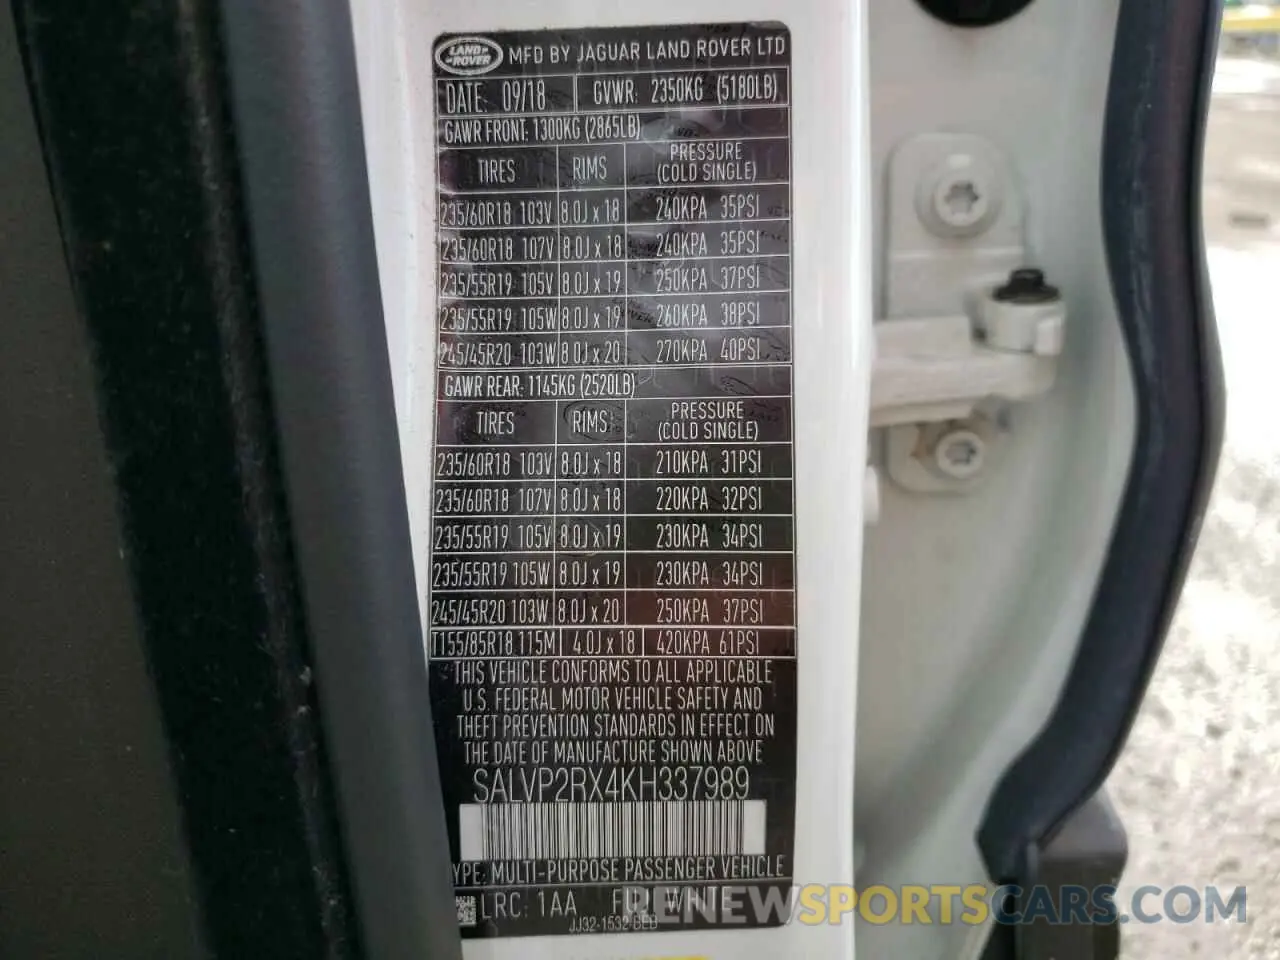 LAND ROVER MFD BY JAGUAR LAND ROVER LTD
DATE: 09/18 GVWR: 2350KG (5180LB)
GAWR FRONT: 1300KG (2865LB)
TIRES RIMS PRESSURE (COLD SINGLE)
235/60R18 103V 8.0J x 18 240KPA 35PSI
235/60R18 107V 8.0J x 18 240KPA 35PSI
235/55R19 105V 8.0J x 19 250KPA 37PSI
235/55R19 105W 8.0J x 19 260KPA 38PSI
245/45R20 103W 8.0J x 20 270KPA 40PSI
GAWR REAR: 1145KG (2520LB)
TIRES RIMS PRESSURE (COLD SINGLE)
235/60R18 103V 8.0J x 18 210KPA 31PSI
235/60R18 107V 8.0J x 18 220KPA 32PSI
235/55R19 105V 8.0J x 19 230KPA 34PSI
235/55R19 105W 8.0J x 19 230KPA 34PSI
245/45R20 103W 8.0J x 20 250KPA 37PSI
T155/85R18 115M 4.0J x 18 420KPA 61PSI
THIS VEHICLE CONFORMS TO ALL APPLICABLE
U.S. FEDERAL MOTOR VEHICLE SAFETY AND
THEFT PREVENTION STANDARDS IN EFFECT ON
THE DATE OF MANUFACTURE SHOWN ABOVE
SALVP2RX4KH337989
YPE: MULTI-PURPOSE PASSENGER VEHICLE
LRC: 1AA WHITE
JJ32-1532-BEB
RENEWSPORTSCARS.COM